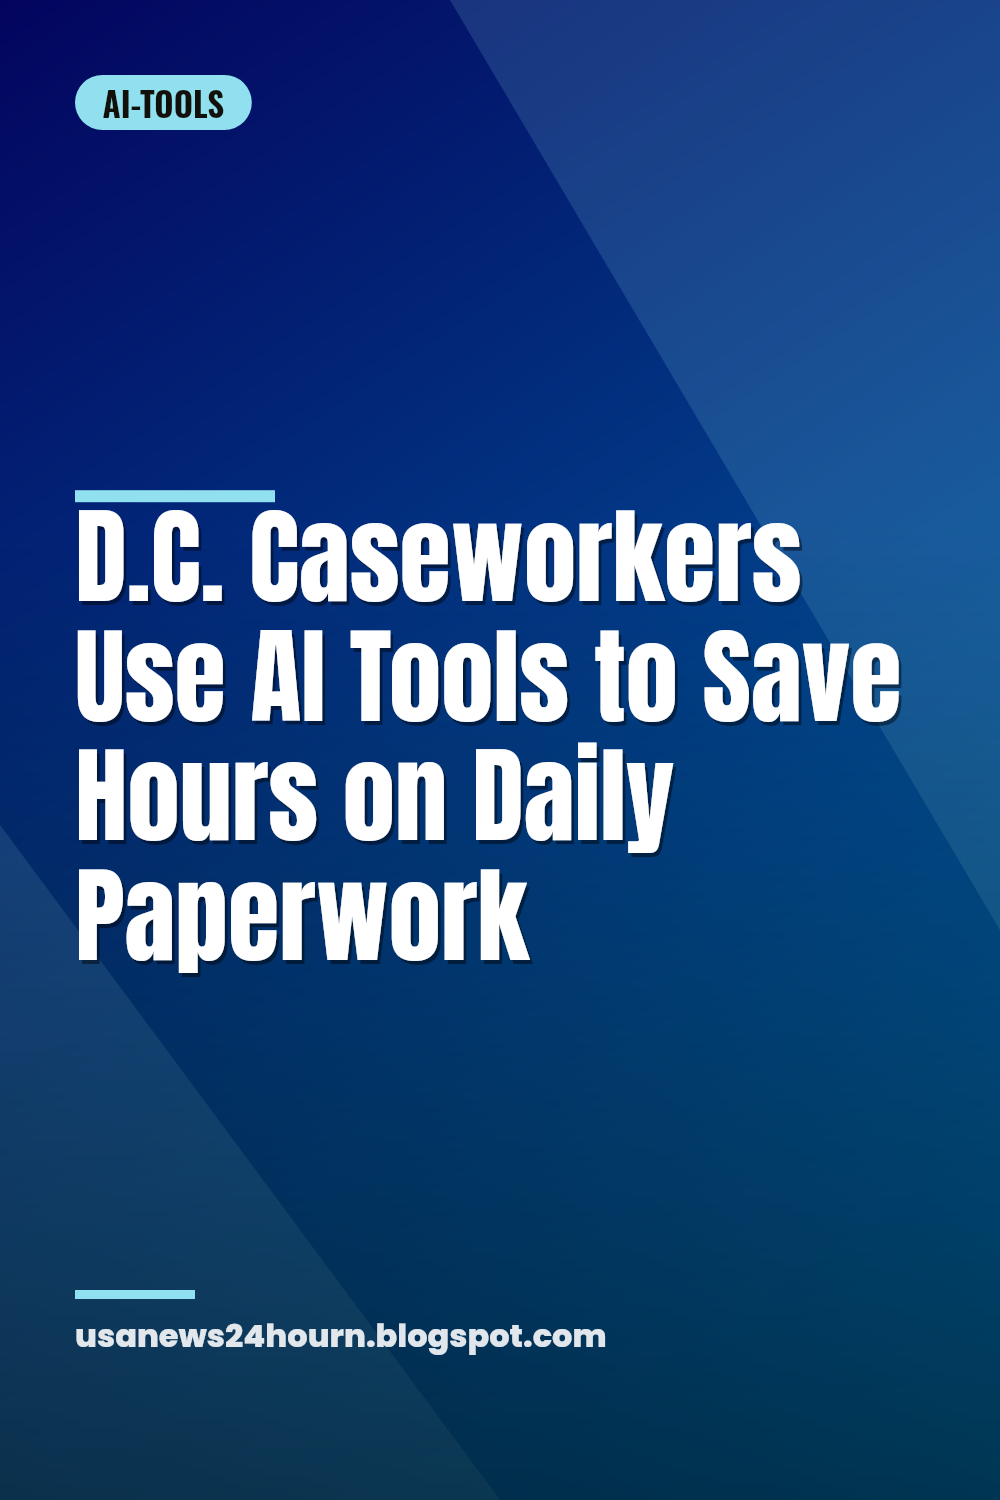 AI-TOOLS
D.C. Caseworkers
Use AI Tools to Save
Hours on Daily
Paperwork
usanews24hourn.blogspot.com